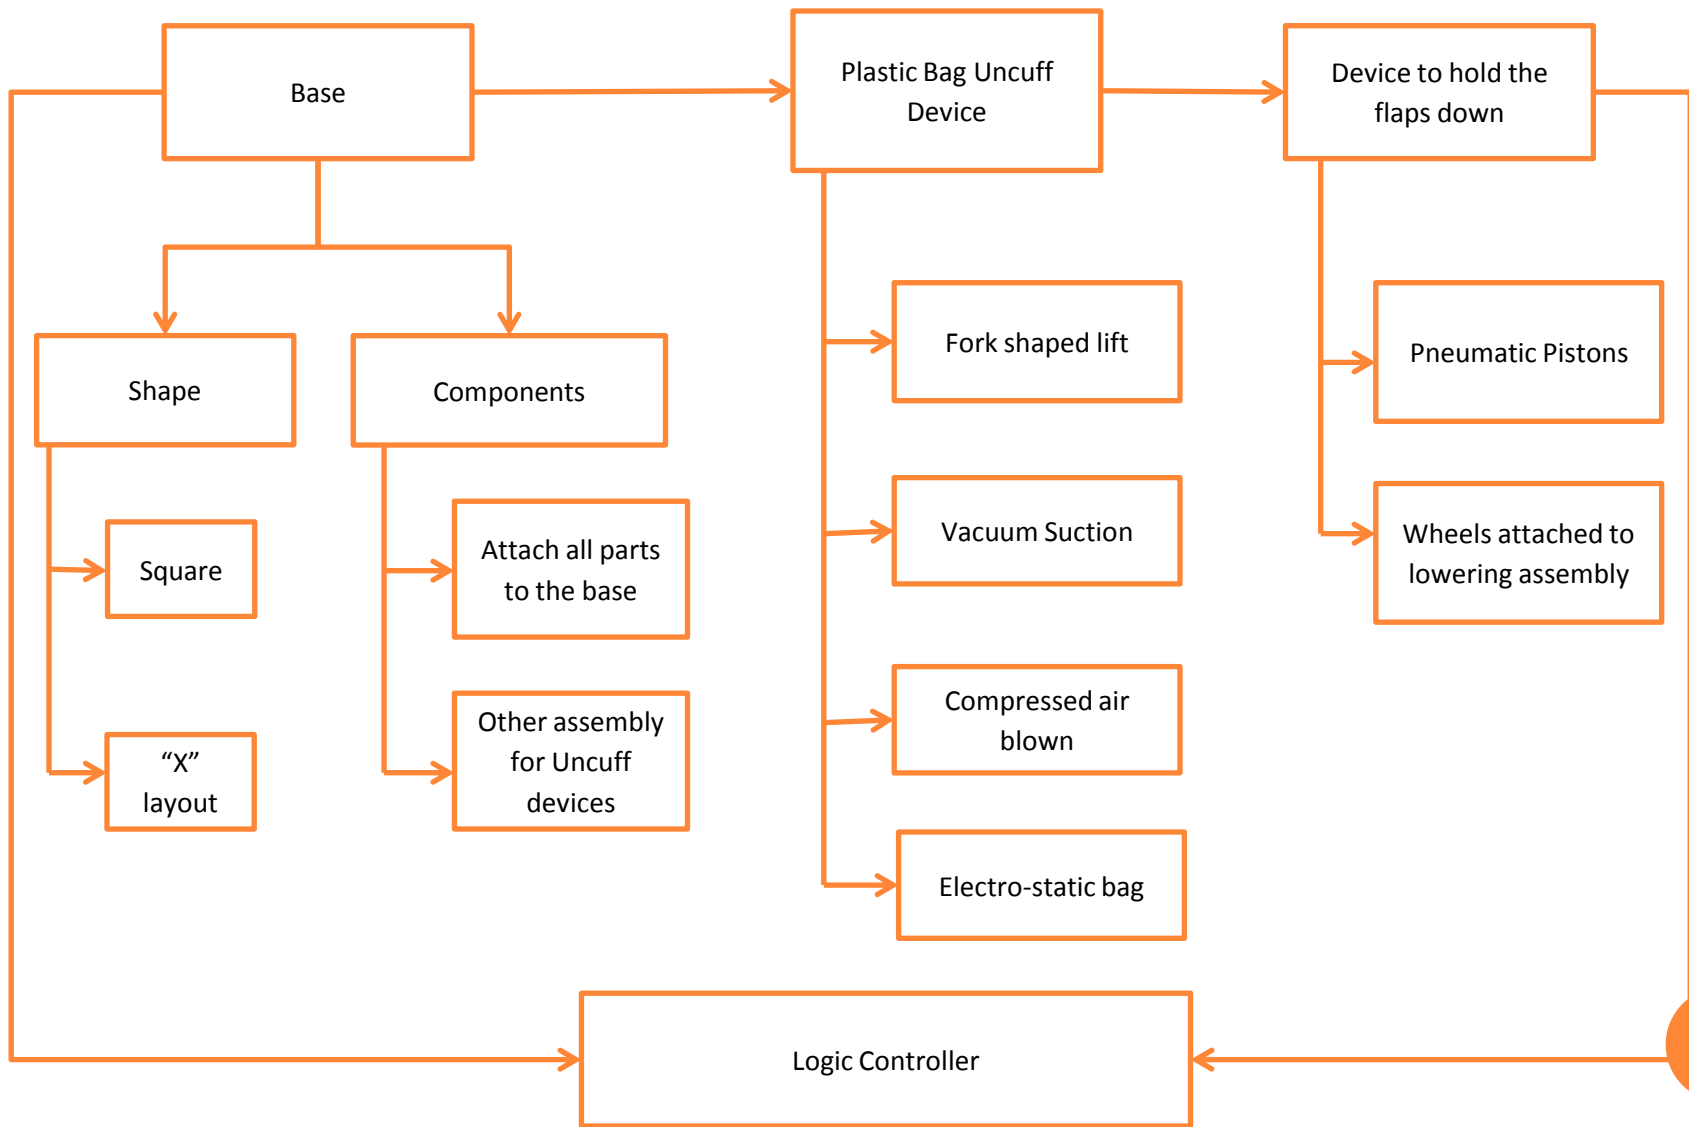 Base
Plastic Bag Uncuff
Device
Device to hold the
flaps down
Shape
Components
Square
“X”
layout
Attach all parts
to the base
Other assembly
for Uncuff
devices
Fork shaped lift
Vacuum Suction
Compressed air
blown
Electro-static bag
Pneumatic Pistons
Wheels attached to
lowering assembly
Logic Controller